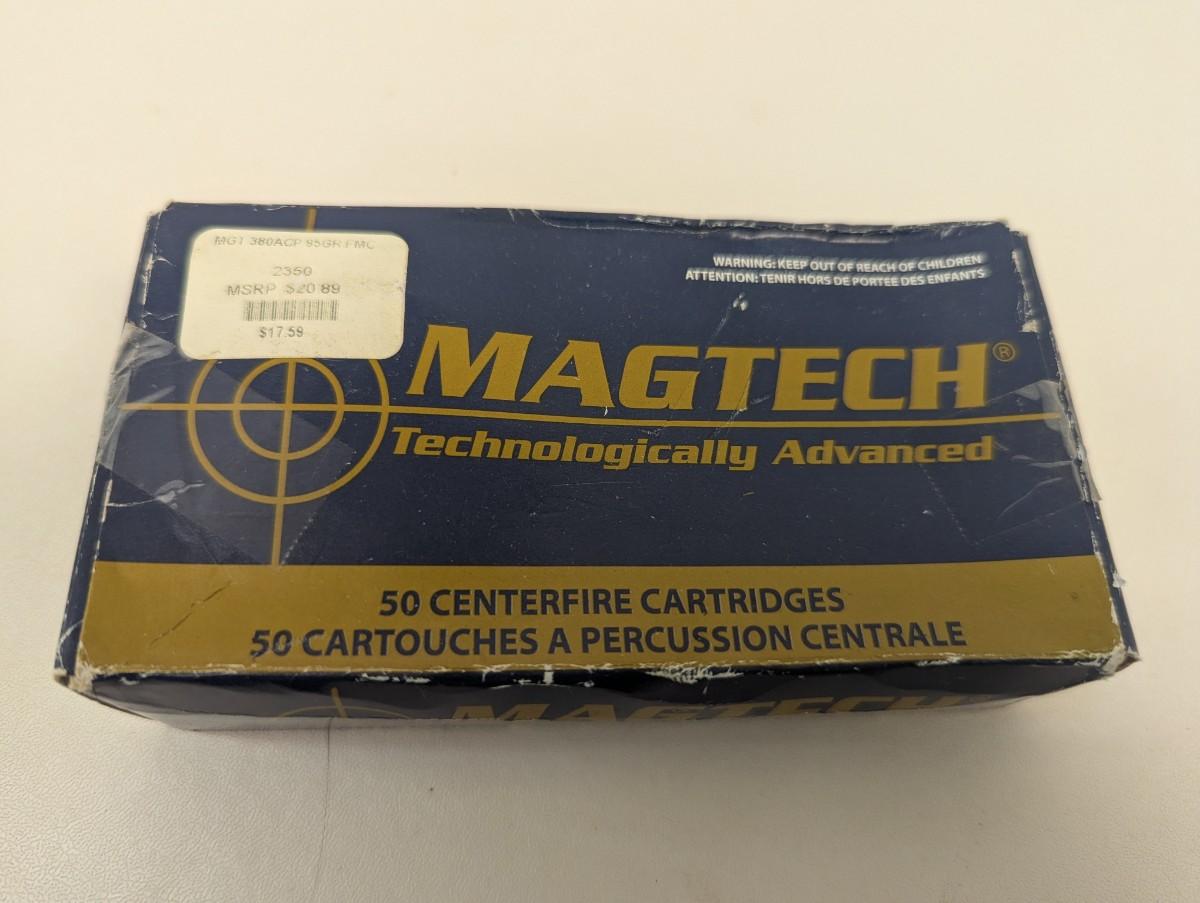 MGT 380ACP 95GR FMC
2350
MSRP $20.89
$17.59
WARNING: KEEP OUT OF REACH OF CHILDREN
ATTENTION: TENIR HORS DE PORTEE DES ENFANTS
MAGTECH®
Technologically Advanced
50 CENTERFIRE CARTRIDGES
50 CARTOUCHES A PERCUSSION CENTRALE
MAGTECH